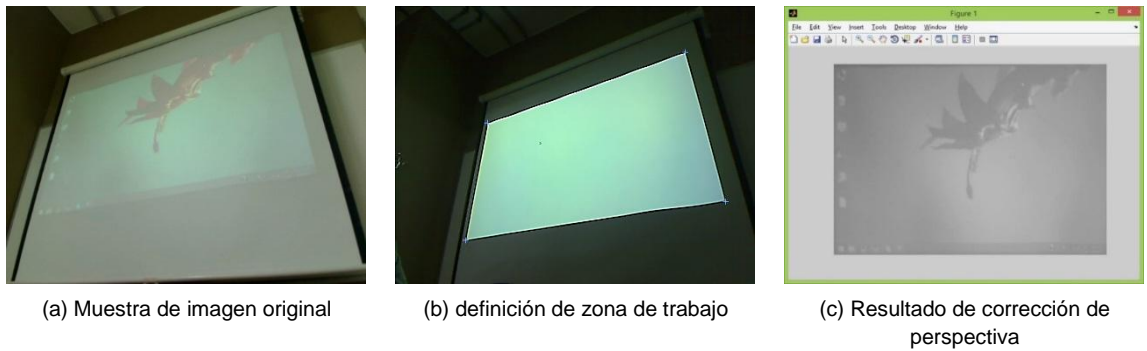 Figure 1
File Edit View Insert Tools Desktop Window Help
(a) Muestra de imagen original
(b) definición de zona de trabajo
(c) Resultado de corrección de
perspectiva